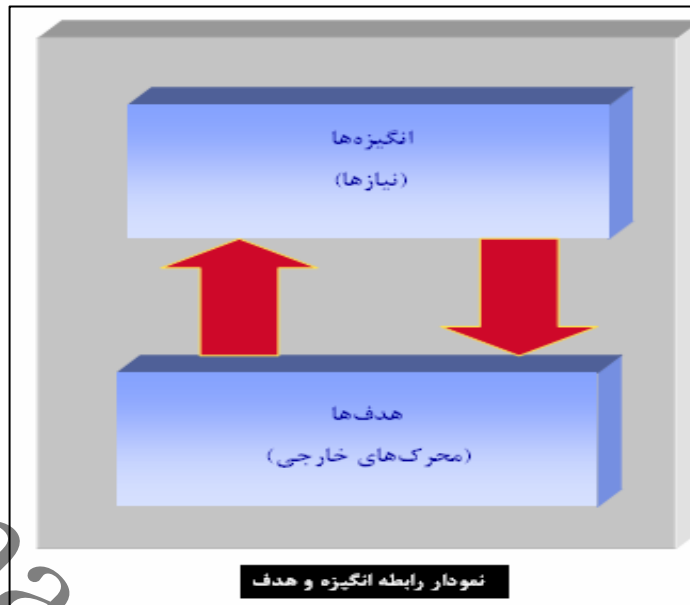 انگیزه‌ها
(نیازها)
هدف‌ها
(محرک‌های خارجی)
نمودار رابطه انگیزه و هدف